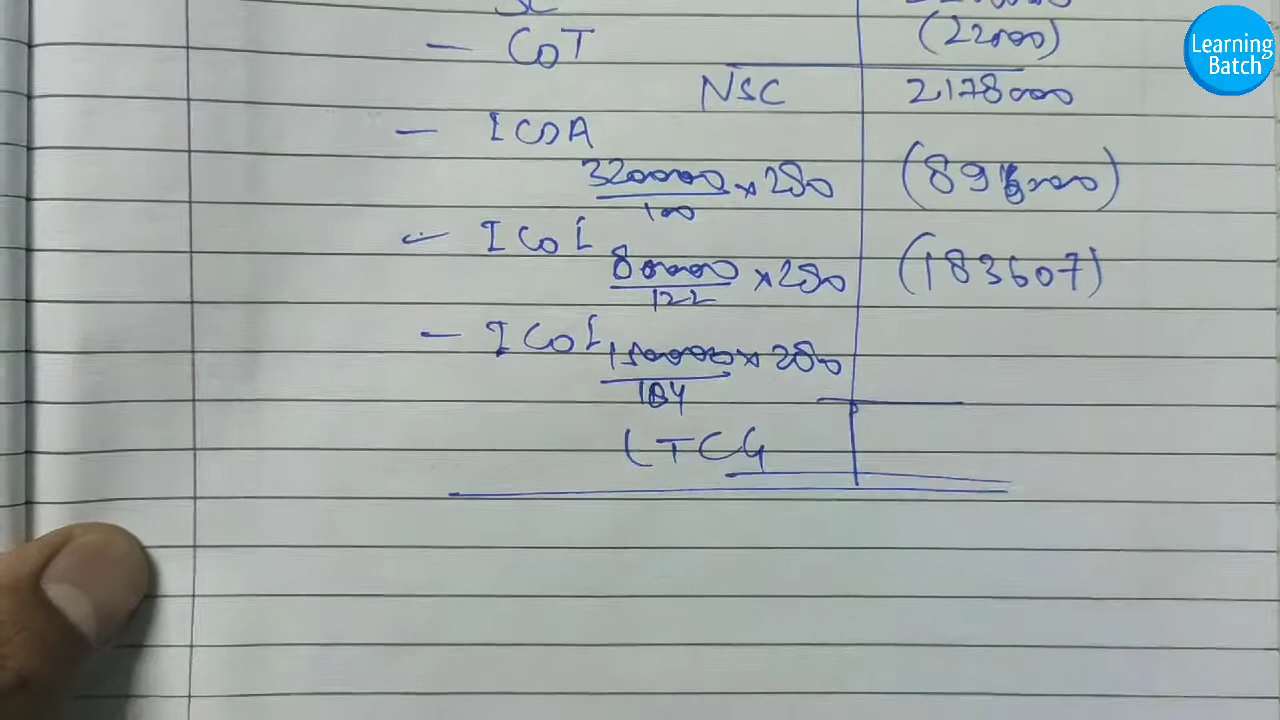 Learning
Batch
SC
- COT (22000)
NSC 2178000
- ICOA
320000/100 x 280 (896000)
- ICOI
80000/122 x 280 (183607)
- ICOI 150000/184 x 280
LTCG